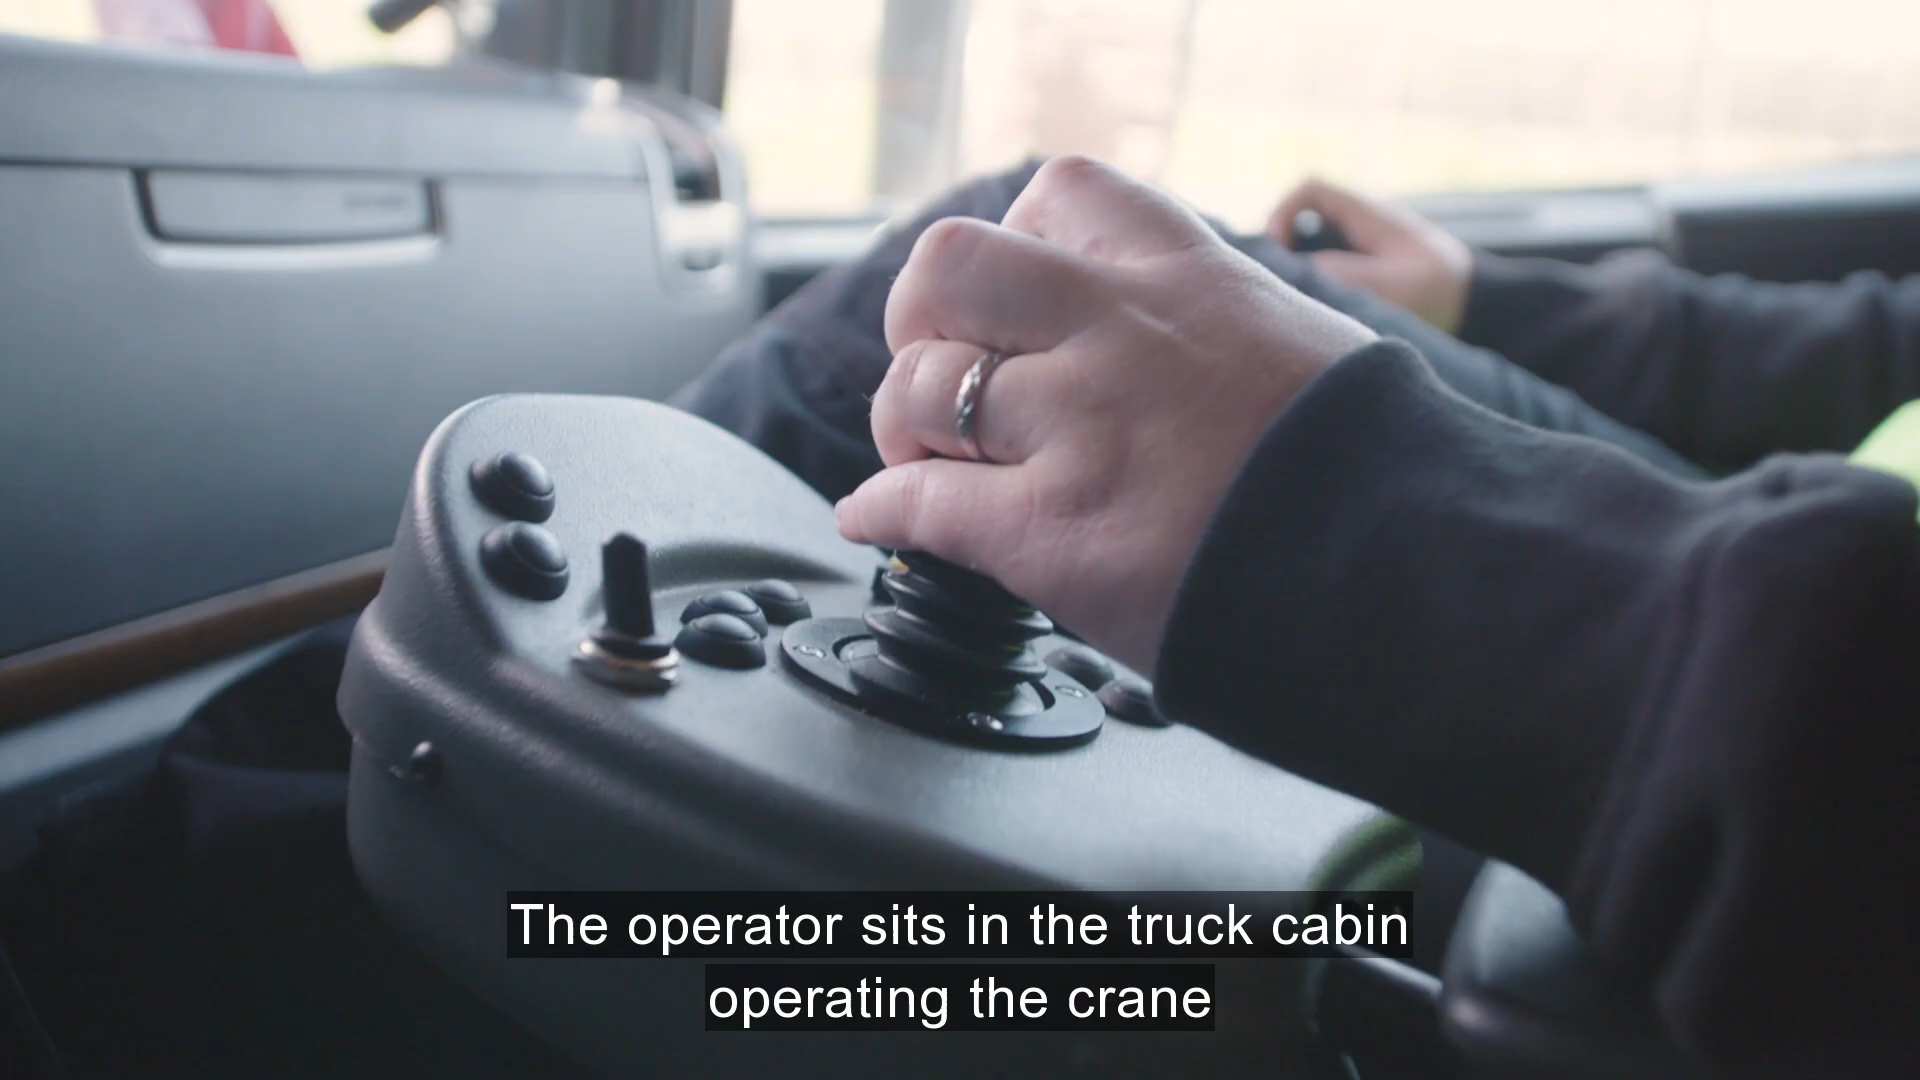 The operator sits in the truck cabin
operating the crane